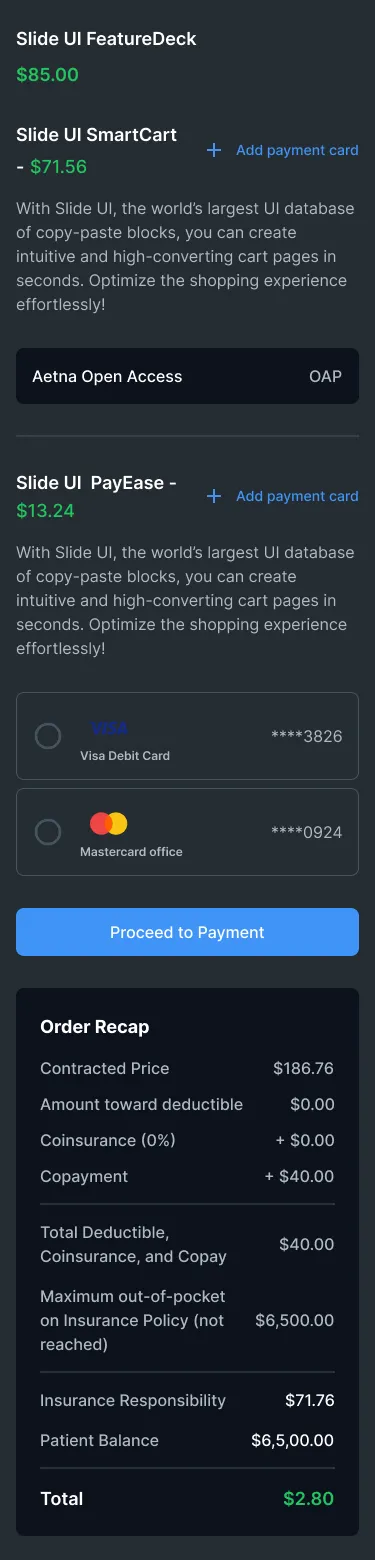 Slide UI FeatureDeck
$85.00
Slide UI SmartCart
- $71.56
Add payment card
With Slide UI, the world's largest UI database
of copy-paste blocks, you can create
intuitive and high-converting cart pages in
seconds. Optimize the shopping experience
effortlessly!
Aetna Open Access OAP
Slide UI PayEase -
$13.24
Add payment card
With Slide UI, the world's largest UI database
of copy-paste blocks, you can create
intuitive and high-converting cart pages in
seconds. Optimize the shopping experience
effortlessly!
VISA
Visa Debit Card
****3826
Mastercard office
****0924
Proceed to Payment
Order Recap
Contracted Price $186.76
Amount toward deductible $0.00
Coinsurance (0%) + $0.00
Copayment + $40.00
Total Deductible,
Coinsurance, and Copay
$40.00
Maximum out-of-pocket
on Insurance Policy (not
reached)
$6,500.00
Insurance Responsibility $71.76
Patient Balance $6,5,00.00
Total $2.80